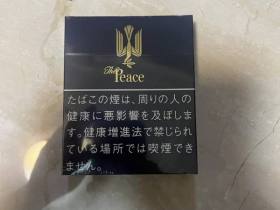 The
Peace
たばこの煙は、周りの人の
健康に悪影響を及ぼしま
す。健康増進法で禁じられ
ている場所では喫煙でき
ません。